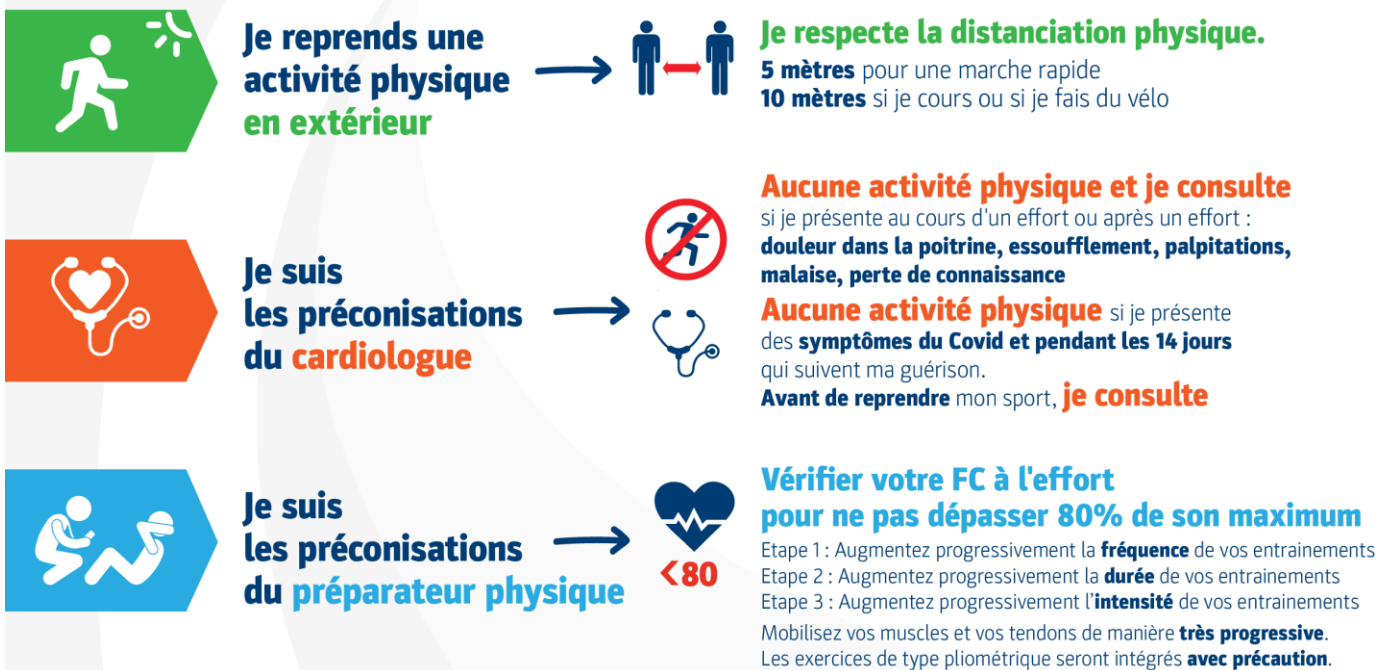 Je reprends une
activité physique
en extérieur
Je respecte la distanciation physique.
5 mètres pour une marche rapide
10 mètres si je cours ou si je fais du vélo
Je suis
les préconisations
du cardiologue
Aucune activité physique et je consulte
si je présente au cours d'un effort ou après un effort :
douleur dans la poitrine, essoufflement, palpitations,
malaise, perte de connaissance
Aucune activité physique si je présente
des symptômes du Covid et pendant les 14 jours
qui suivent ma guérison.
Avant de reprendre mon sport, je consulte
Je suis
les préconisations
du préparateur physique
<80
Vérifier votre FC à l'effort
pour ne pas dépasser 80% de son maximum
Etape 1 : Augmentez progressivement la fréquence de vos entrainements
Etape 2 : Augmentez progressivement la durée de vos entrainements
Etape 3 : Augmentez progressivement l'intensité de vos entrainements
Mobilisez vos muscles et vos tendons de manière très progressive.
Les exercices de type pliométrique seront intégrés avec précaution.